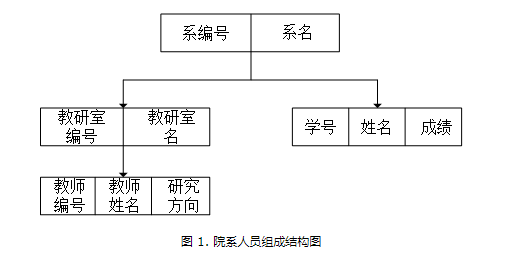 系编号 系名
教研室编号 教研室名
学号 姓名 成绩
教师编号 教师姓名 研究方向
图 1. 院系人员组成结构图